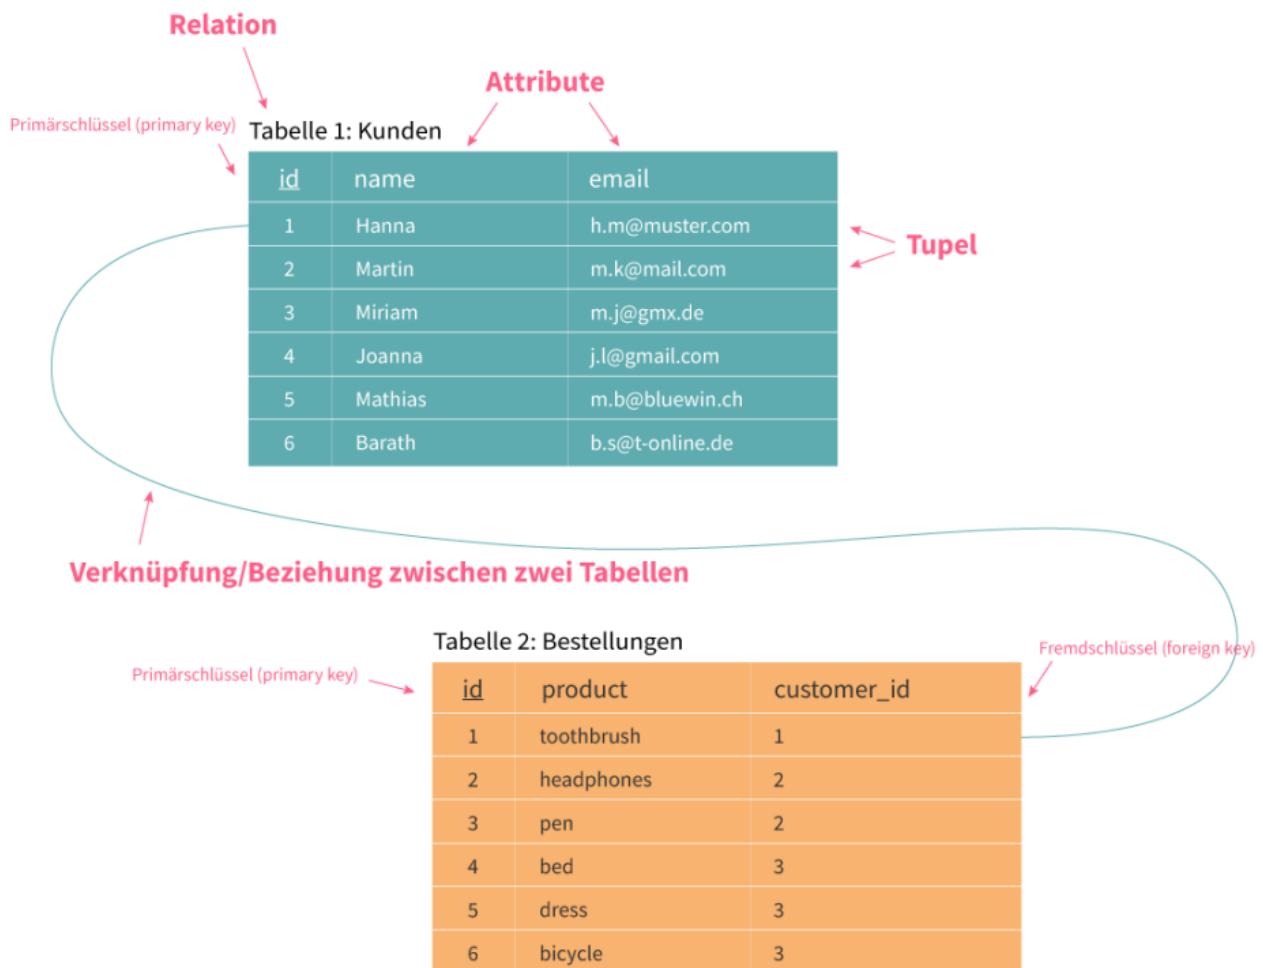 Relation
Attribute
Primärschlüssel (primary key)
Tabelle 1: Kunden
id name email
1 Hanna h.m@muster.com
Tupel
2 Martin m.k@mail.com
3 Miriam m.j@gmx.de
4 Joanna j.l@gmail.com
5 Mathias m.b@bluewin.ch
6 Barath b.s@t-online.de
Verknüpfung/Beziehung zwischen zwei Tabellen
Tabelle 2: Bestellungen
Fremdschlüssel (foreign key)
Primärschlüssel (primary key)
id product customer_id
1 toothbrush 1
2 headphones 2
3 pen 2
4 bed 3
5 dress 3
6 bicycle 3